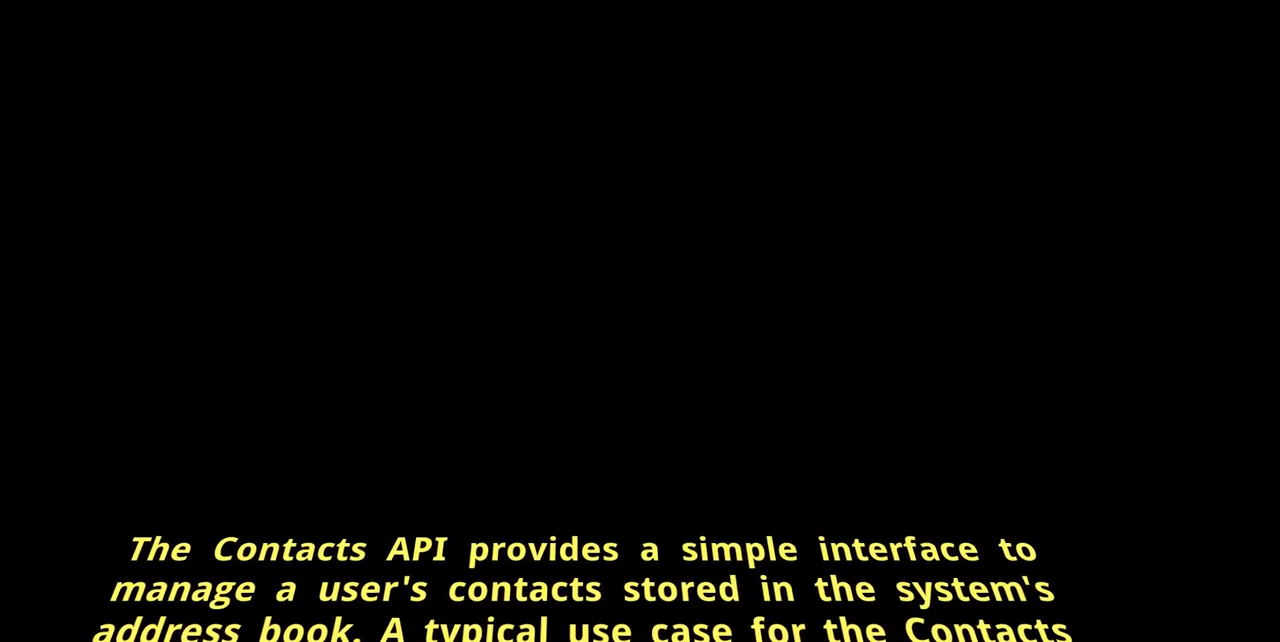 The Contacts API provides a simple interface to
manage a user's contacts stored in the system's
address book. A typical use case for the Contacts